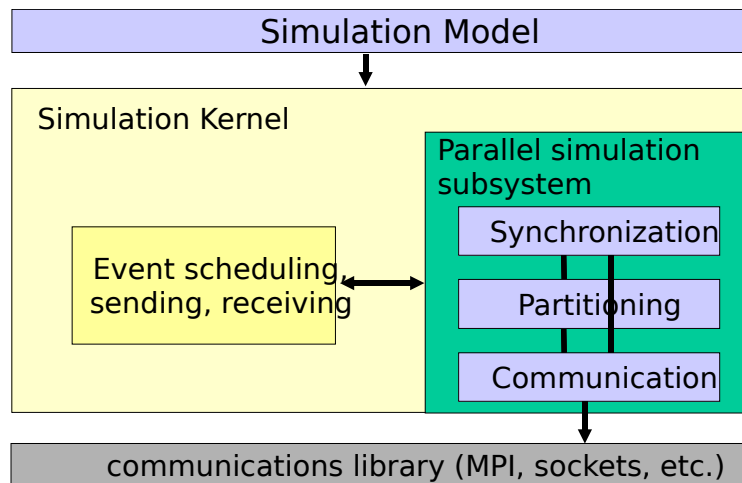 Simulation Model
Simulation Kernel
Parallel simulation
subsystem
Synchronization
Event scheduling,
sending, receiving
Partitioning
Communication
communications library (MPI, sockets, etc.)